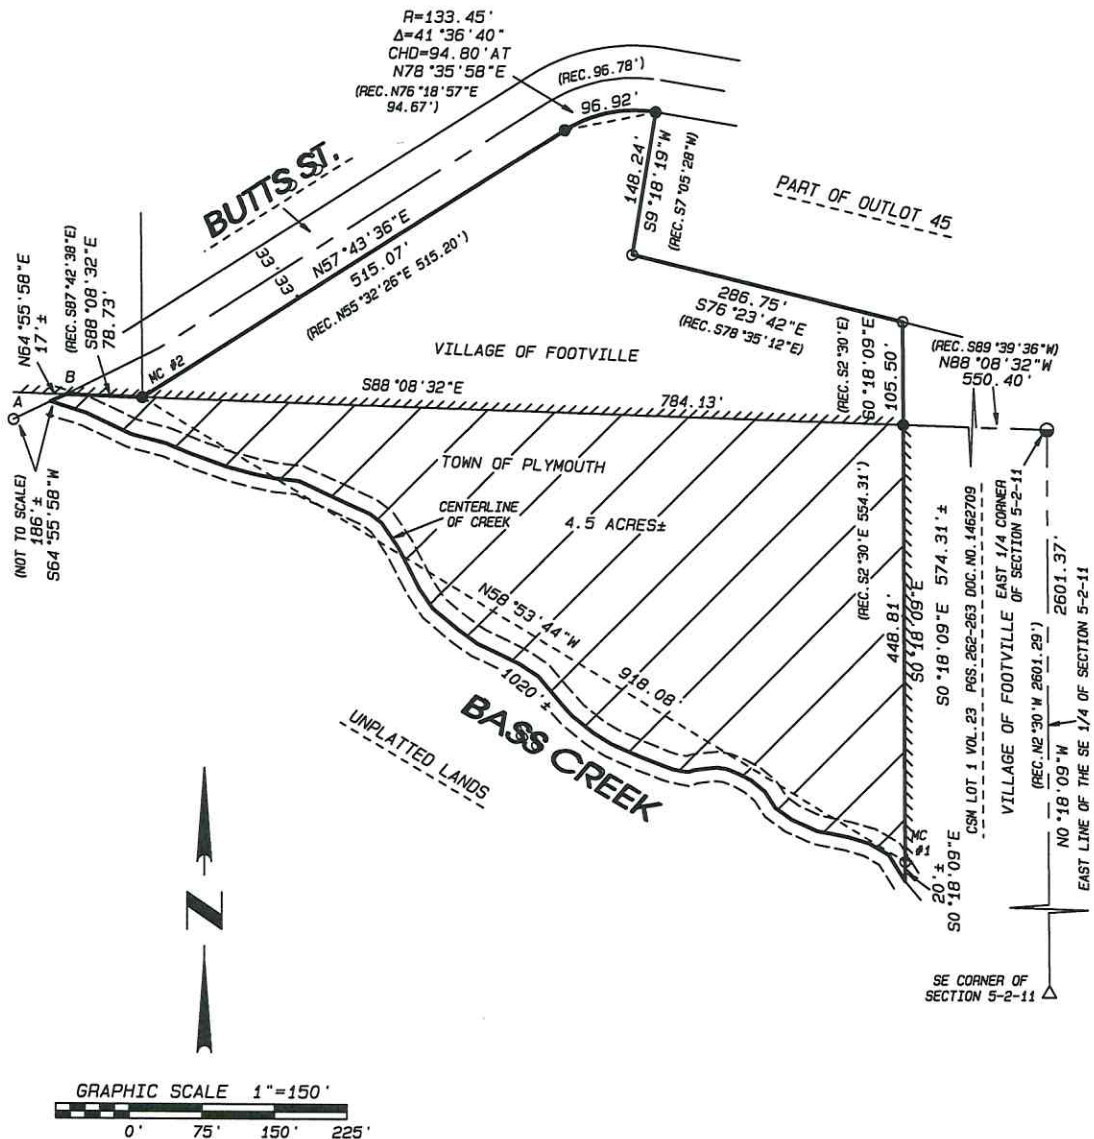 R=133.45'
Δ=41°36'40"
CHD=94.80'AT
N78°35'58"E
(REC.N76°18'57"E
94.67')
(REC.96.78')
96.92'
BUTTS ST.
33'
33'
N57°43'36"E
515.07'
(REC.N55°32'26"E 515.20')
148.24'
S9°18'19"W
(REC.S7°05'28"W)
PART OF OUTLOT 45
286.75'
S76°23'42"E
(REC.S78°35'12"E)
(REC.S2°30'E)
S0°18'09"E
105.50'
(REC.S89°39'36"W)
N88°08'32"W
550.40'
N64°55'58"E
17'±
(REC.S87°42'38"E)
S88°08'32"E
78.73'
A
B
MC #2
VILLAGE OF FOOTVILLE
S88°08'32"E
784.13'
(NOT TO SCALE)
186'±
S64°55'58"W
TOWN OF PLYMOUTH
CENTERLINE
OF CREEK
4.5 ACRES±
N58°53'44"W
918.08'
1020'±
BASS CREEK
UNPLATTED LANDS
(REC.S2°30'E 554.31')
448.81'
S0°18'09"E
S0°18'09"E 574.31'±
CSM LOT 1 VOL.23 PGS.262-263 DOC.NO.1462709
VILLAGE OF FOOTVILLE
EAST 1/4 CORNER
OF SECTION 5-2-11
(REC.N2°30'W 2601.29')
N0°18'09"W
2601.37'
EAST LINE OF THE SE 1/4 OF SECTION 5-2-11
MC
#1
20'±
S0°18'09"E
SE CORNER OF
SECTION 5-2-11
N
GRAPHIC SCALE 1"=150'
0' 75' 150' 225'